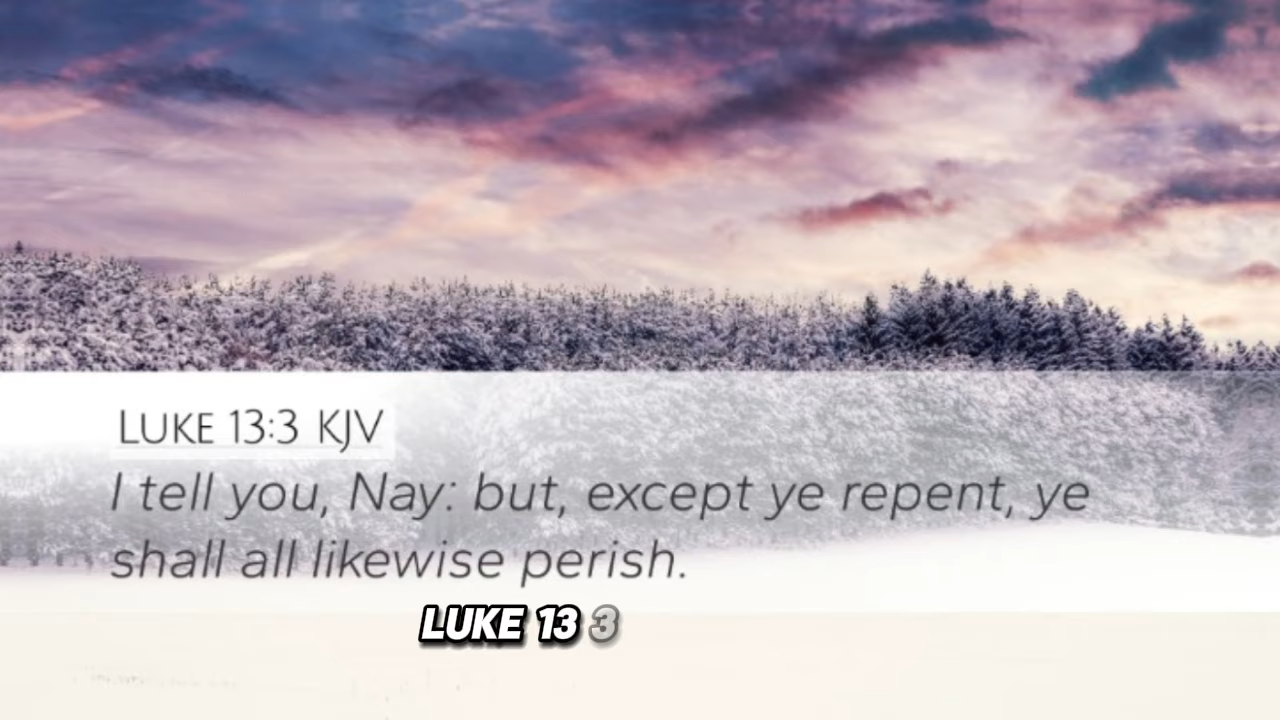 LUKE 13:3 KJV
I tell you, Nay: but, except ye repent, ye
shall all likewise perish.
LUKE 13 3